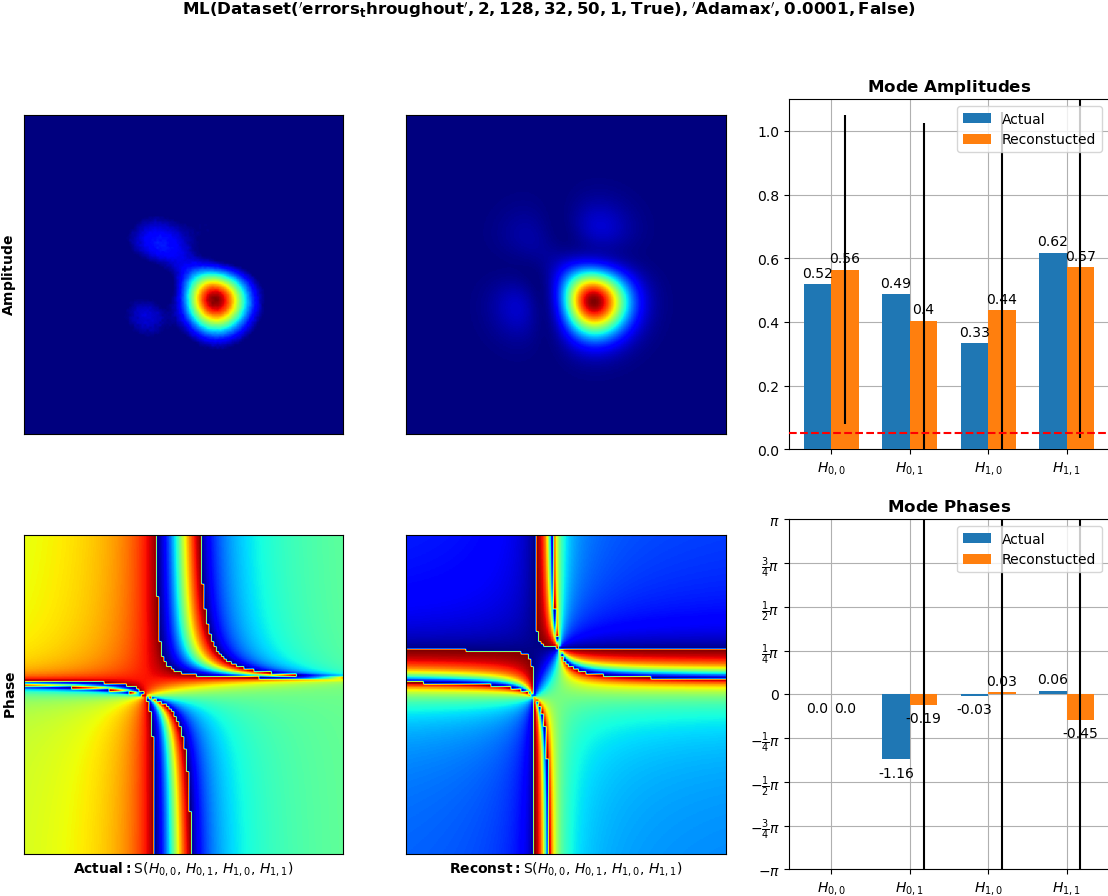 ML(Dataset('errors_throughout', 2, 128, 32, 50, 1, True), 'Adamax', 0.0001, False)
Amplitude
Mode Amplitudes
Actual
Reconstucted
1.0
0.8
0.6
0.4
0.2
0.0
0.52
0.56
0.49
0.4
0.33
0.44
0.62
0.57
H0,0
H0,1
H1,0
H1,1
Phase
Actual: S(H0,0, H0,1, H1,0, H1,1)
Reconst: S(H0,0, H0,1, H1,0, H1,1)
Mode Phases
Actual
Reconstucted
π
3/4π
1/2π
1/4π
0
−1/4π
−1/2π
−3/4π
−π
0.0
0.0
-1.16
-0.19
-0.03
0.03
0.06
-0.45
H0,0
H0,1
H1,0
H1,1